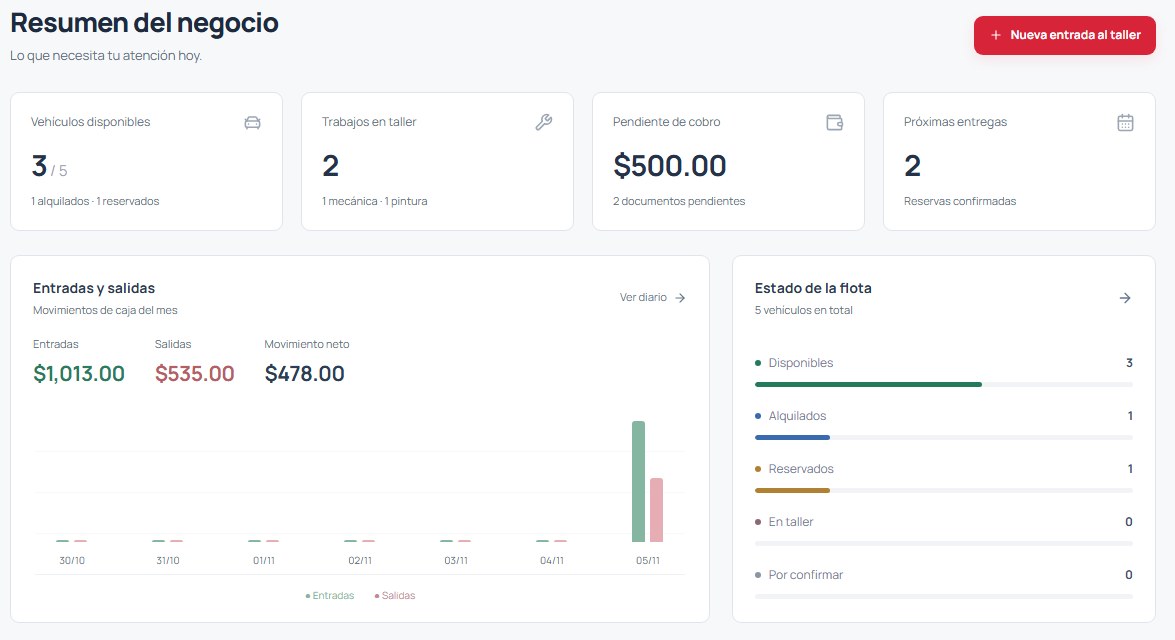 Resumen del negocio
Lo que necesita tu atención hoy.
+ Nueva entrada al taller
Vehículos disponibles
3 / 5
1 alquilados · 1 reservados
Trabajos en taller
2
1 mecánica · 1 pintura
Pendiente de cobro
$500.00
2 documentos pendientes
Próximas entregas
2
Reservas confirmadas
Entradas y salidas
Movimientos de caja del mes
Ver diario →
Entradas
$1,013.00
Salidas
$535.00
Movimiento neto
$478.00
30/10 31/10 01/11 02/11 03/11 04/11 05/11
Entradas Salidas
Estado de la flota
5 vehículos en total
Disponibles 3
Alquilados 1
Reservados 1
En taller 0
Por confirmar 0